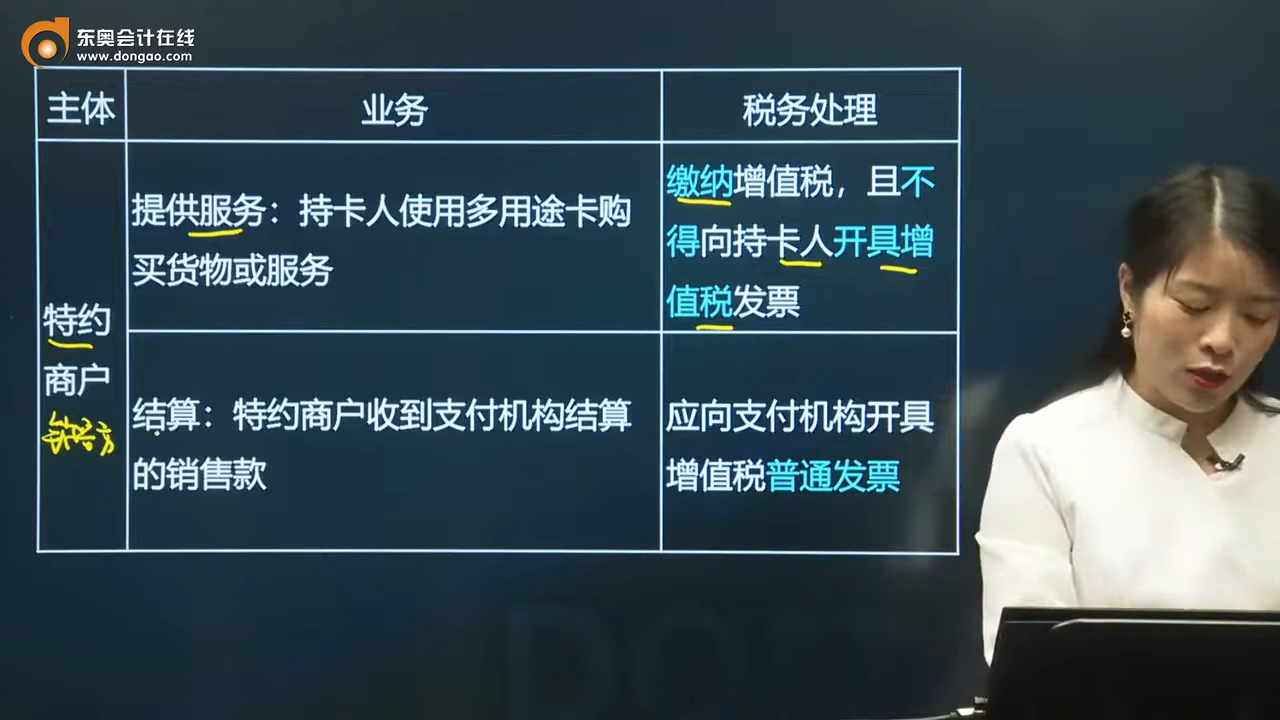 东奥会计在线
www.dongao.com
主体
业务
税务处理
提供服务：持卡人使用多用途卡购
买货物或服务
缴纳增值税，且不
得向持卡人开具增
值税发票
特约
商户
销售方
结算：特约商户收到支付机构结算
的销售款
应向支付机构开具
增值税普通发票
DON